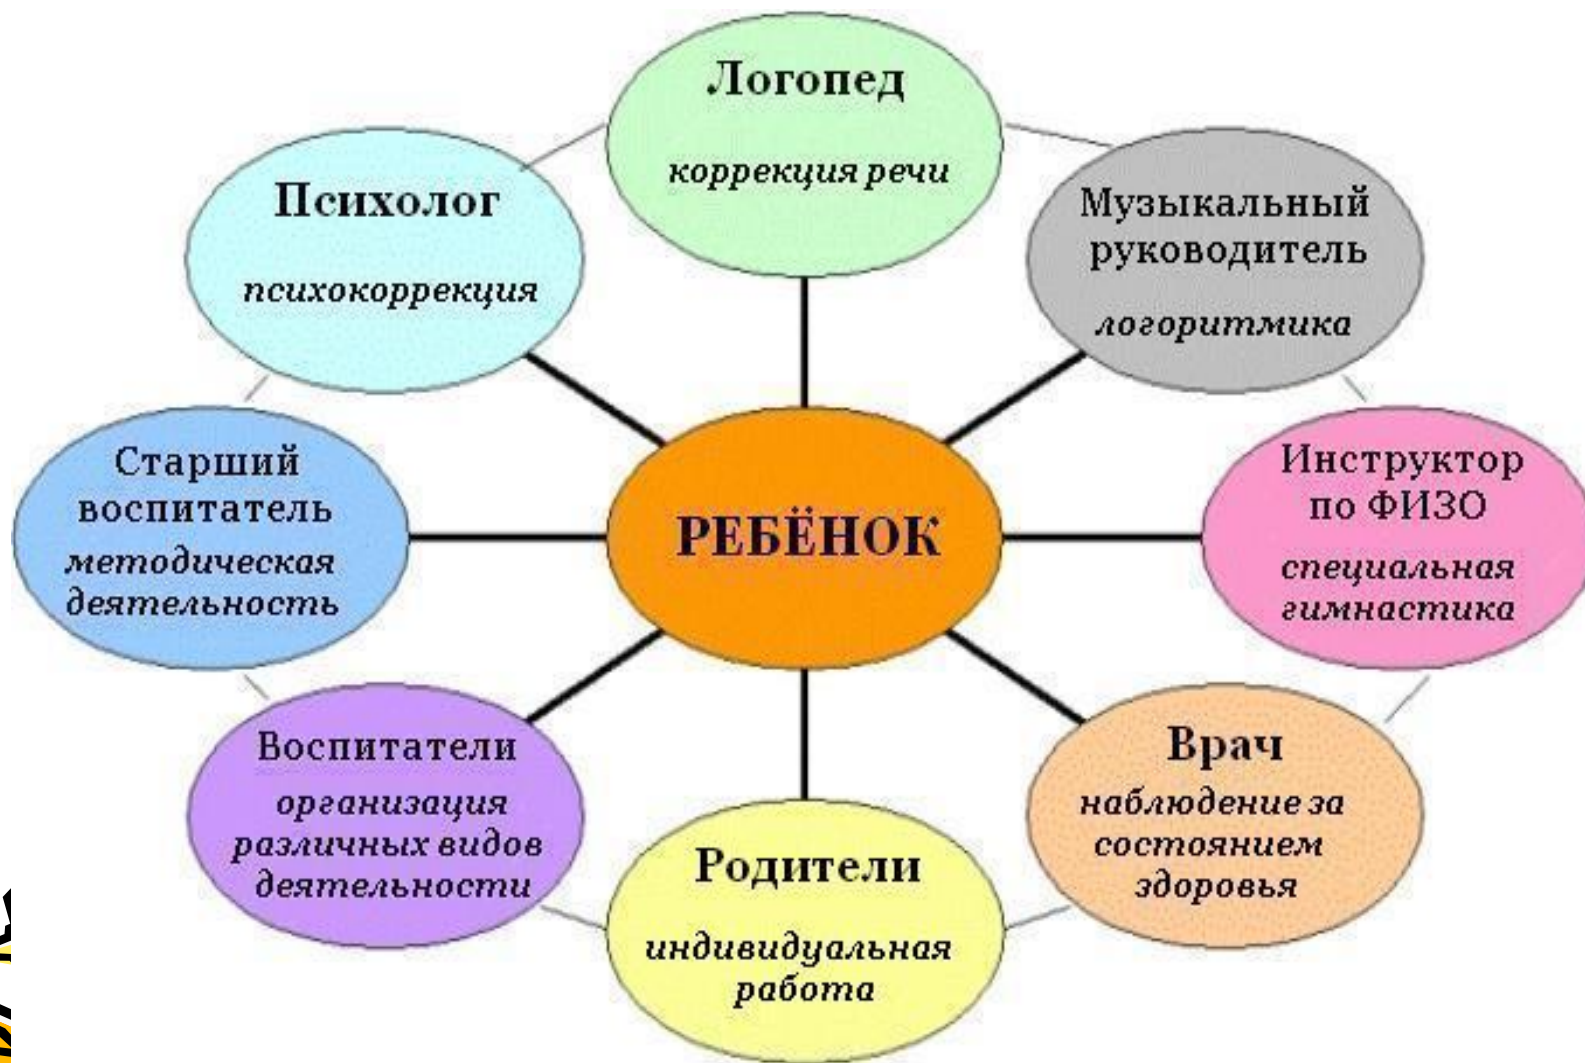 Логопед
коррекция речи
Психолог
психокоррекция
Музыкальный
руководитель
логоритмика
Старший
воспитатель
методическая
деятельность
РЕБЁНОК
Инструктор
по ФИЗО
специальная
гимнастика
Воспитатели
организация
различных видов
деятельности
Родители
индивидуальная
работа
Врач
наблюдение за
состоянием
здоровья